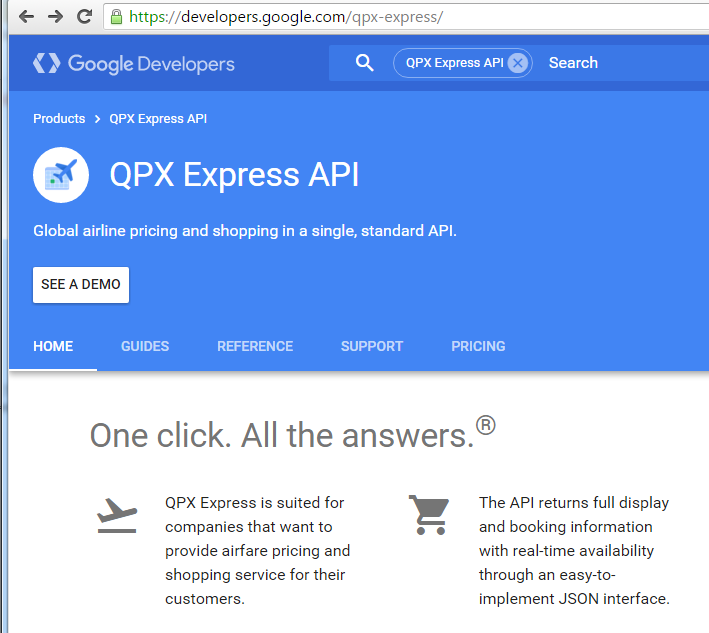 https://developers.google.com/qpx-express/
Google Developers
QPX Express API
Search
Products > QPX Express API
QPX Express API
Global airline pricing and shopping in a single, standard API.
SEE A DEMO
HOME GUIDES REFERENCE SUPPORT PRICING
One click. All the answers.®
QPX Express is suited for
companies that want to
provide airfare pricing and
shopping service for their
customers.
The API returns full display
and booking information
with real-time availability
through an easy-to-
implement JSON interface.